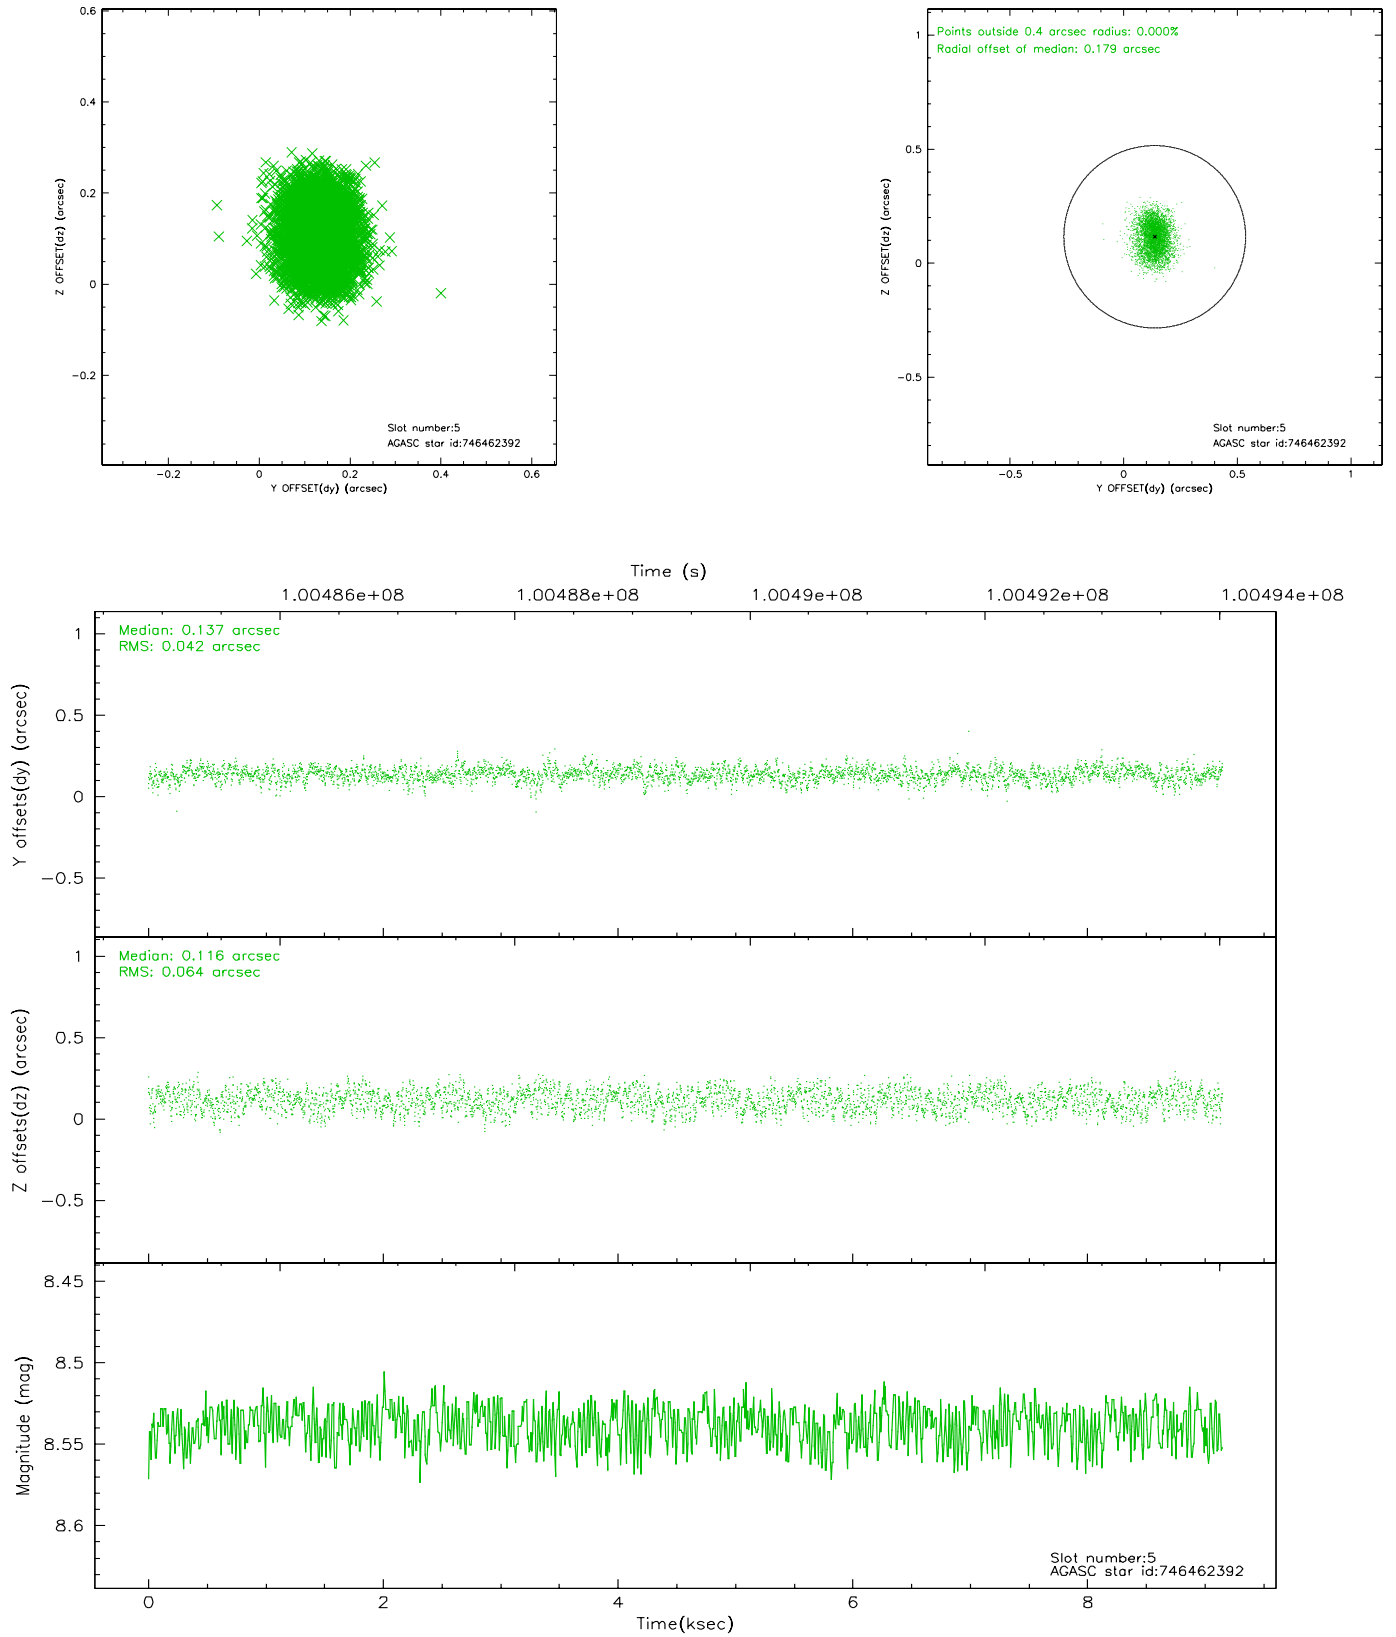 0.6
0.4
0.2
0
−0.2
Z OFFSET(dz) (arcsec)
Slot number:5
AGASC star id:746462392
−0.2 0 0.2 0.4 0.6
Y OFFSET(dy) (arcsec)
Points outside 0.4 arcsec radius: 0.000%
Radial offset of median: 0.179 arcsec
1
0.5
0
−0.5
Z OFFSET(dz) (arcsec)
Slot number:5
AGASC star id:746462392
−0.5 0 0.5 1
Y OFFSET(dy) (arcsec)
Time (s)
1.00486e+08 1.00488e+08 1.0049e+08 1.00492e+08 1.00494e+08
Median: 0.137 arcsec
RMS: 0.042 arcsec
1
0.5
0
−0.5
Y offsets(dy) (arcsec)
Median: 0.116 arcsec
RMS: 0.064 arcsec
1
0.5
0
−0.5
Z offsets(dz) (arcsec)
8.45
8.5
8.55
8.6
Magnitude (mag)
Slot number:5
AGASC star id:746462392
0 2 4 6 8
Time(ksec)